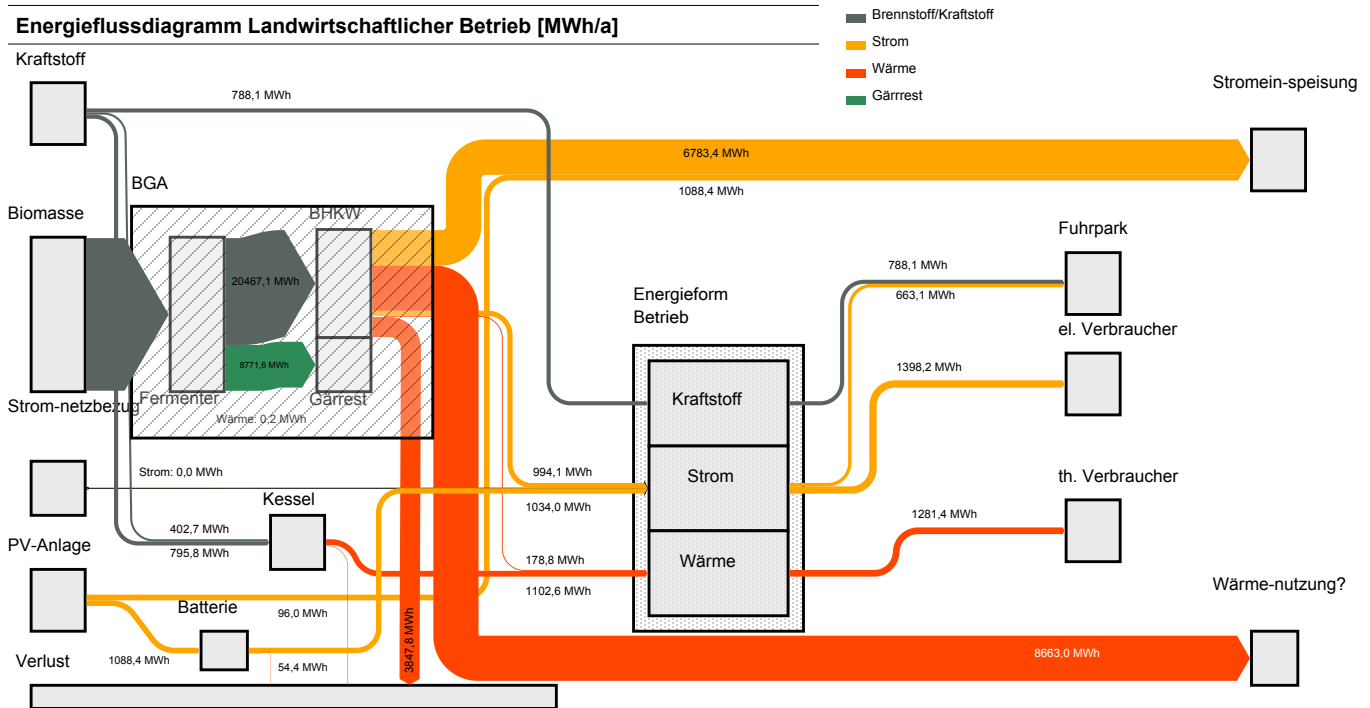 Energieflussdiagramm Landwirtschaftlicher Betrieb [MWh/a]
Brennstoff/Kraftstoff
Strom
Wärme
Gärrrest
Kraftstoff
788,1 MWh
Stromein-speisung
6783,4 MWh
1088,4 MWh
BGA
Biomasse
BHKW
Fuhrpark
788,1 MWh
663,1 MWh
20467,1 MWh
Energieform
Betrieb
el. Verbraucher
8771,6 MWh
1398,2 MWh
Strom-netzbezug
Fermenter
Gärrest
Wärme: 0,2 MWh
Kraftstoff
Strom: 0,0 MWh
994,1 MWh
Strom
th. Verbraucher
Kessel
1034,0 MWh
1281,4 MWh
402,7 MWh
795,8 MWh
PV-Anlage
178,8 MWh
Wärme
1102,6 MWh
Wärme-nutzung?
Batterie
96,0 MWh
1088,4 MWh
54,4 MWh
3847,8 MWh
8663,0 MWh
Verlust